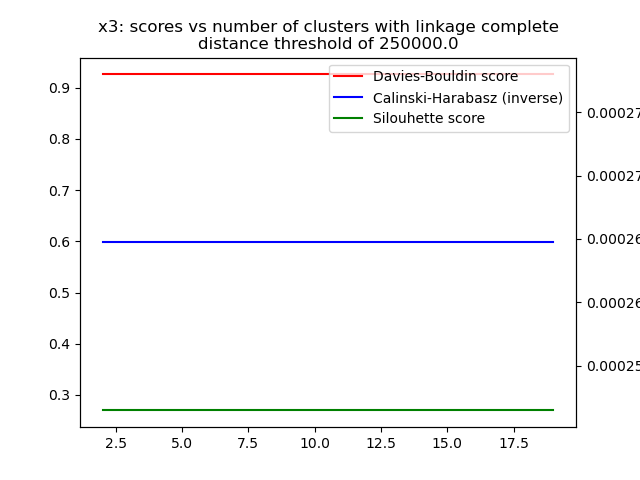 x3: scores vs number of clusters with linkage complete
distance threshold of 250000.0
Davies-Bouldin score
Calinski-Harabasz (inverse)
Silouhette score
0.9
0.8
0.7
0.6
0.5
0.4
0.3
0.00027
0.00027
0.00026
0.00026
0.00025
2.5 5.0 7.5 10.0 12.5 15.0 17.5